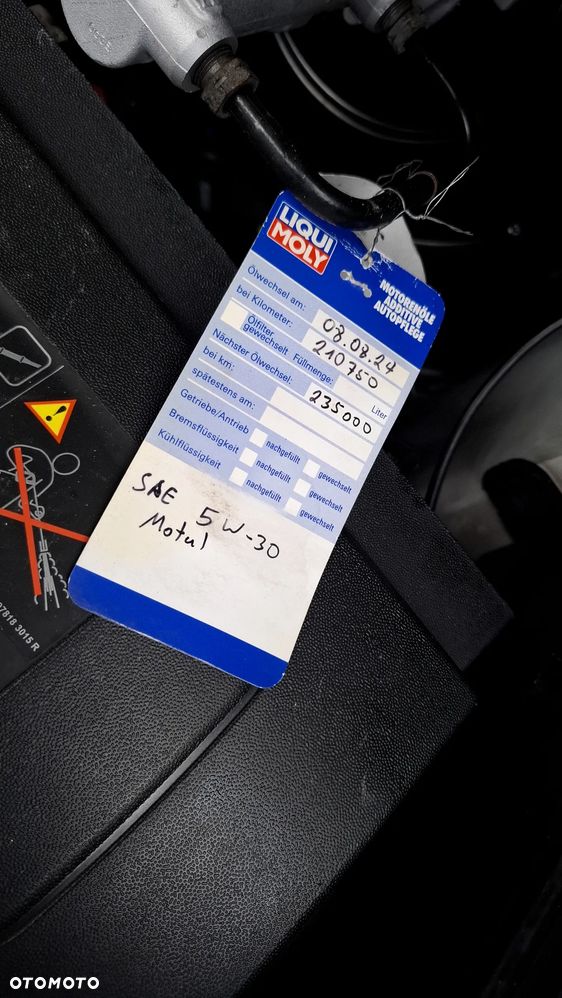 LIQUI
MOLY
MOTORENÖLE
ADDITIVE
AUTOPFLEGE
Ölwechsel am: 08.08.24
bei Kilometer: 210750
Ölfilter gewechselt Füllmenge: Liter
Nächster Ölwechsel:
bei km: 235000
spätestens am:
Getriebe/Antrieb nachgefüllt gewechselt
Bremsflüssigkeit nachgefüllt gewechselt
Kühlflüssigkeit nachgefüllt gewechselt
SAE 5W-30
Motul
07818 3015 R
OTOMOTO